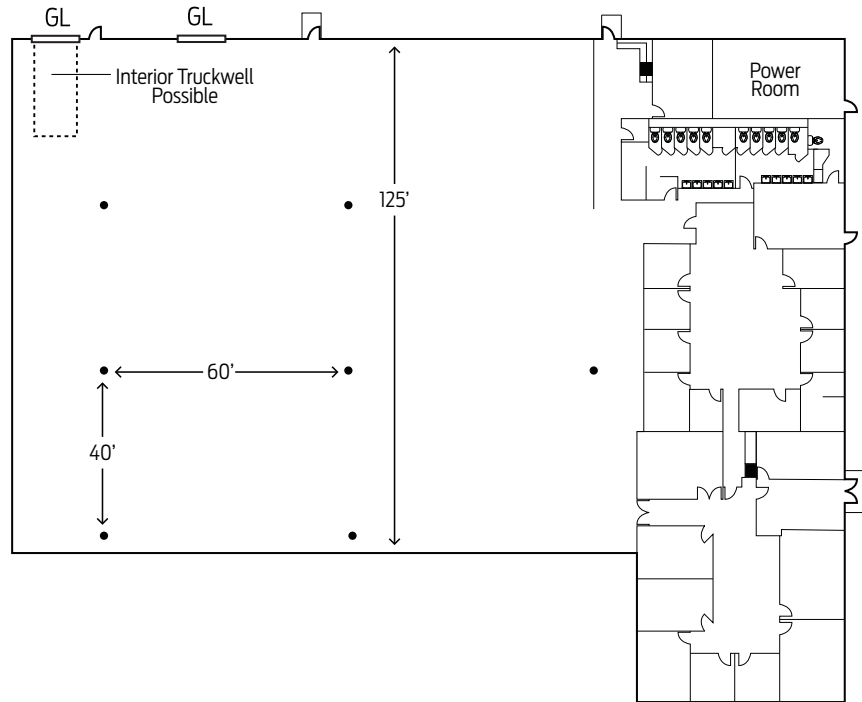 GL
GL
Interior Truckwell
Possible
Power
Room
125’
60’
40’